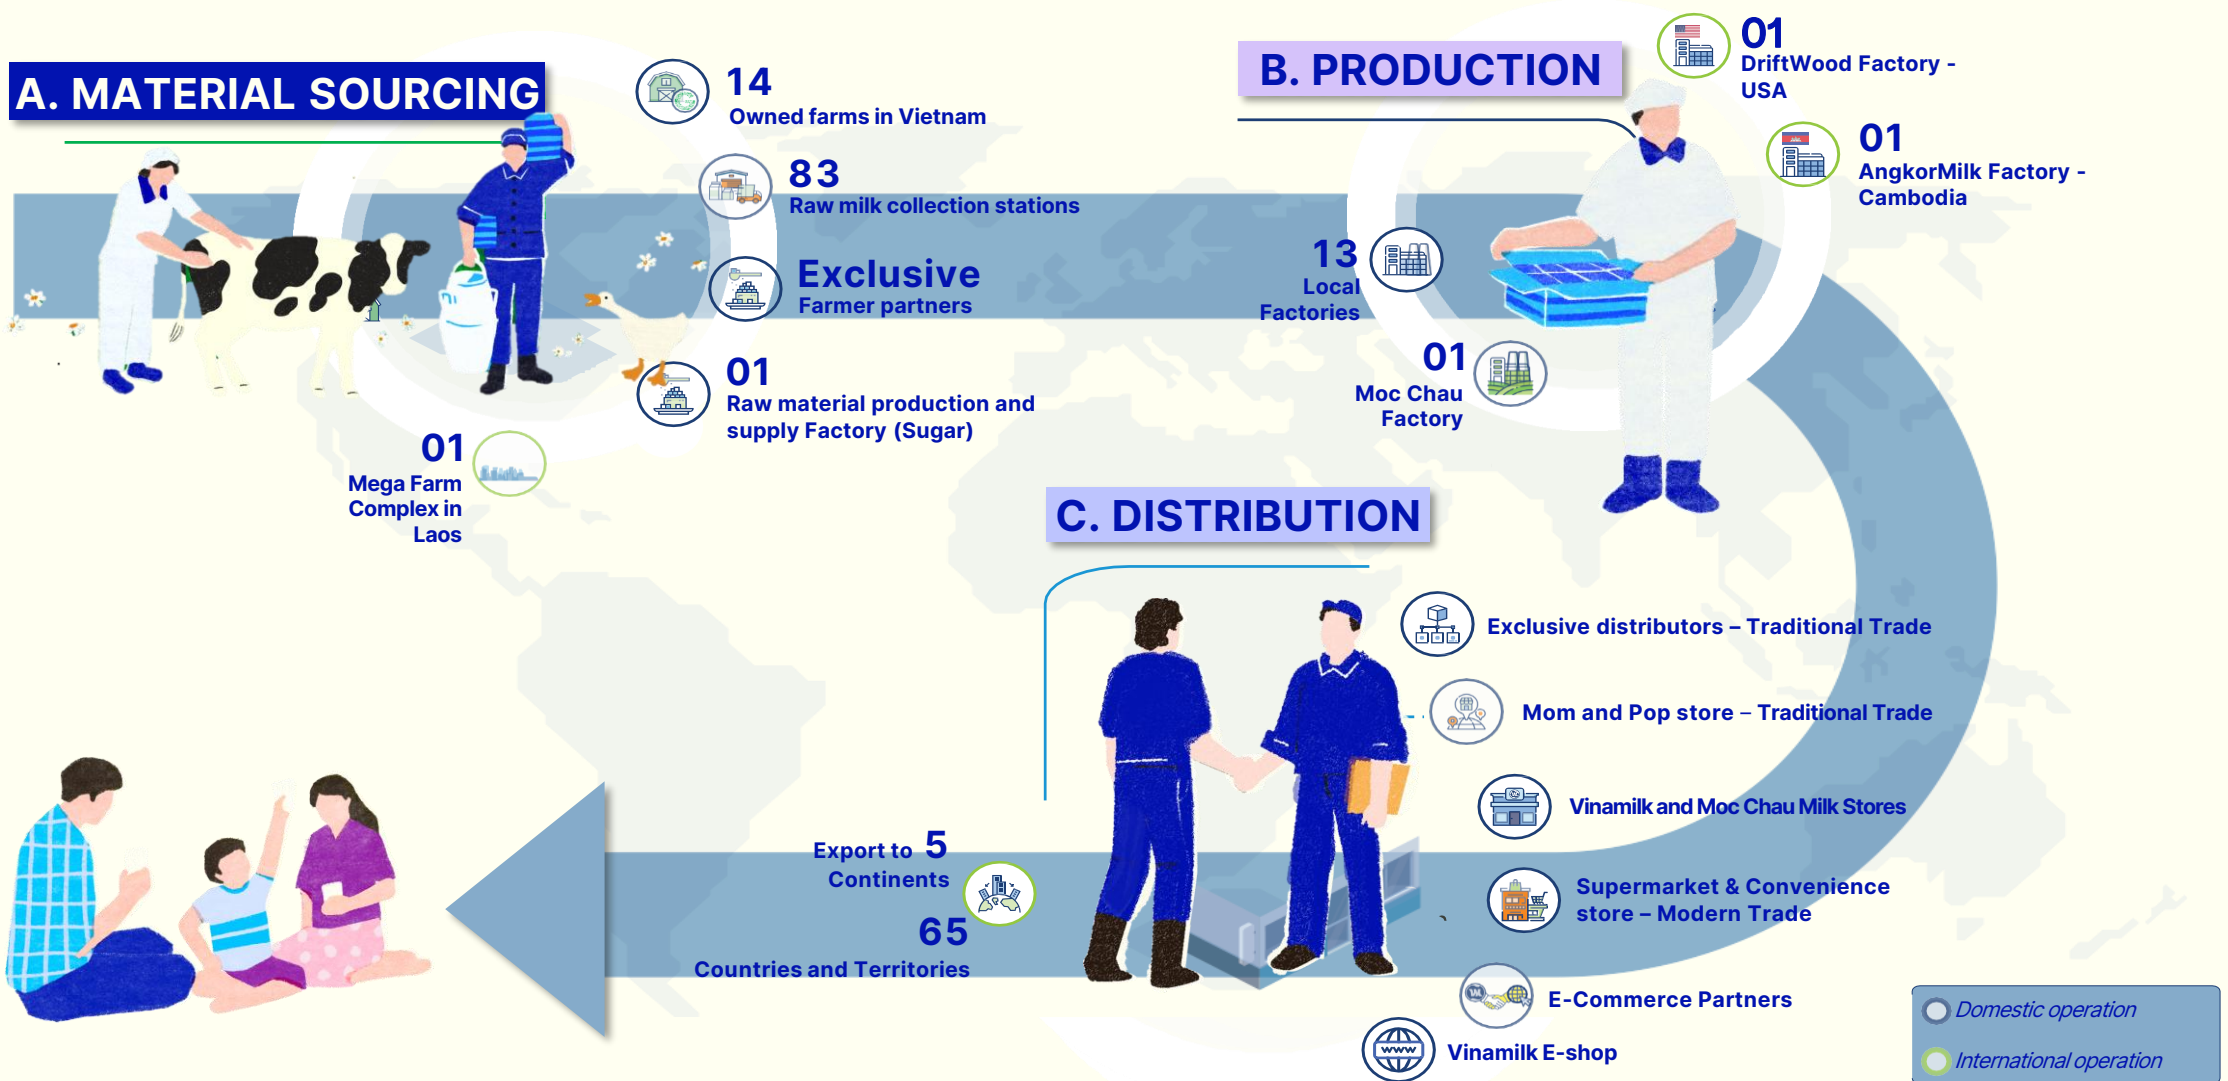 A. MATERIAL SOURCING
14
Owned farms in Vietnam
83
Raw milk collection stations
Exclusive
Farmer partners
01
Raw material production and
supply Factory (Sugar)
01
Mega Farm
Complex in
Laos
B. PRODUCTION
01
DriftWood Factory -
USA
01
AngkorMilk Factory -
Cambodia
13
Local
Factories
01
Moc Chau
Factory
C. DISTRIBUTION
Exclusive distributors – Traditional Trade
Mom and Pop store – Traditional Trade
Vinamilk and Moc Chau Milk Stores
Supermarket & Convenience
store – Modern Trade
E-Commerce Partners
www
Vinamilk E-shop
Export to 5
Continents
65
Countries and Territories
Domestic operation
International operation